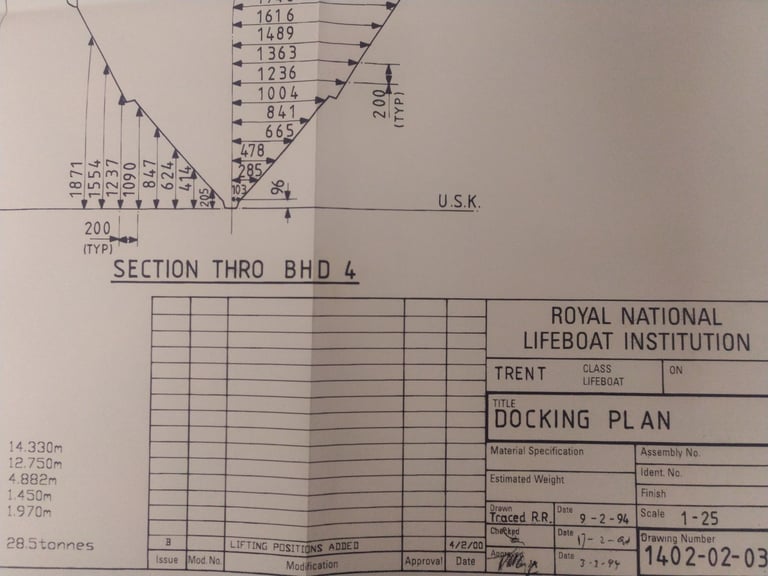 1616
1489
1363
1236
1004
841
665
478
285
103
96
200
(TYP)
1871
1554
1237
1090
847
624
414
205
200
(TYP)
U.S.K.
SECTION THRO BHD 4
14.330m
12.750m
4.882m
1.450m
1.970m
28.5tonnes
B LIFTING POSITIONS ADDED 4/2/00
Issue Mod. No. Modification Approval Date
ROYAL NATIONAL
LIFEBOAT INSTITUTION
TRENT CLASS LIFEBOAT ON
TITLE
DOCKING PLAN
Material Specification
Estimated Weight
Assembly No.
Ident. No.
Finish
Scale 1-25
Drawn Traced R.R. Date 9-2-94
Checked Date
Approved Date 3-2-94
Drawing Number
1402-02-03